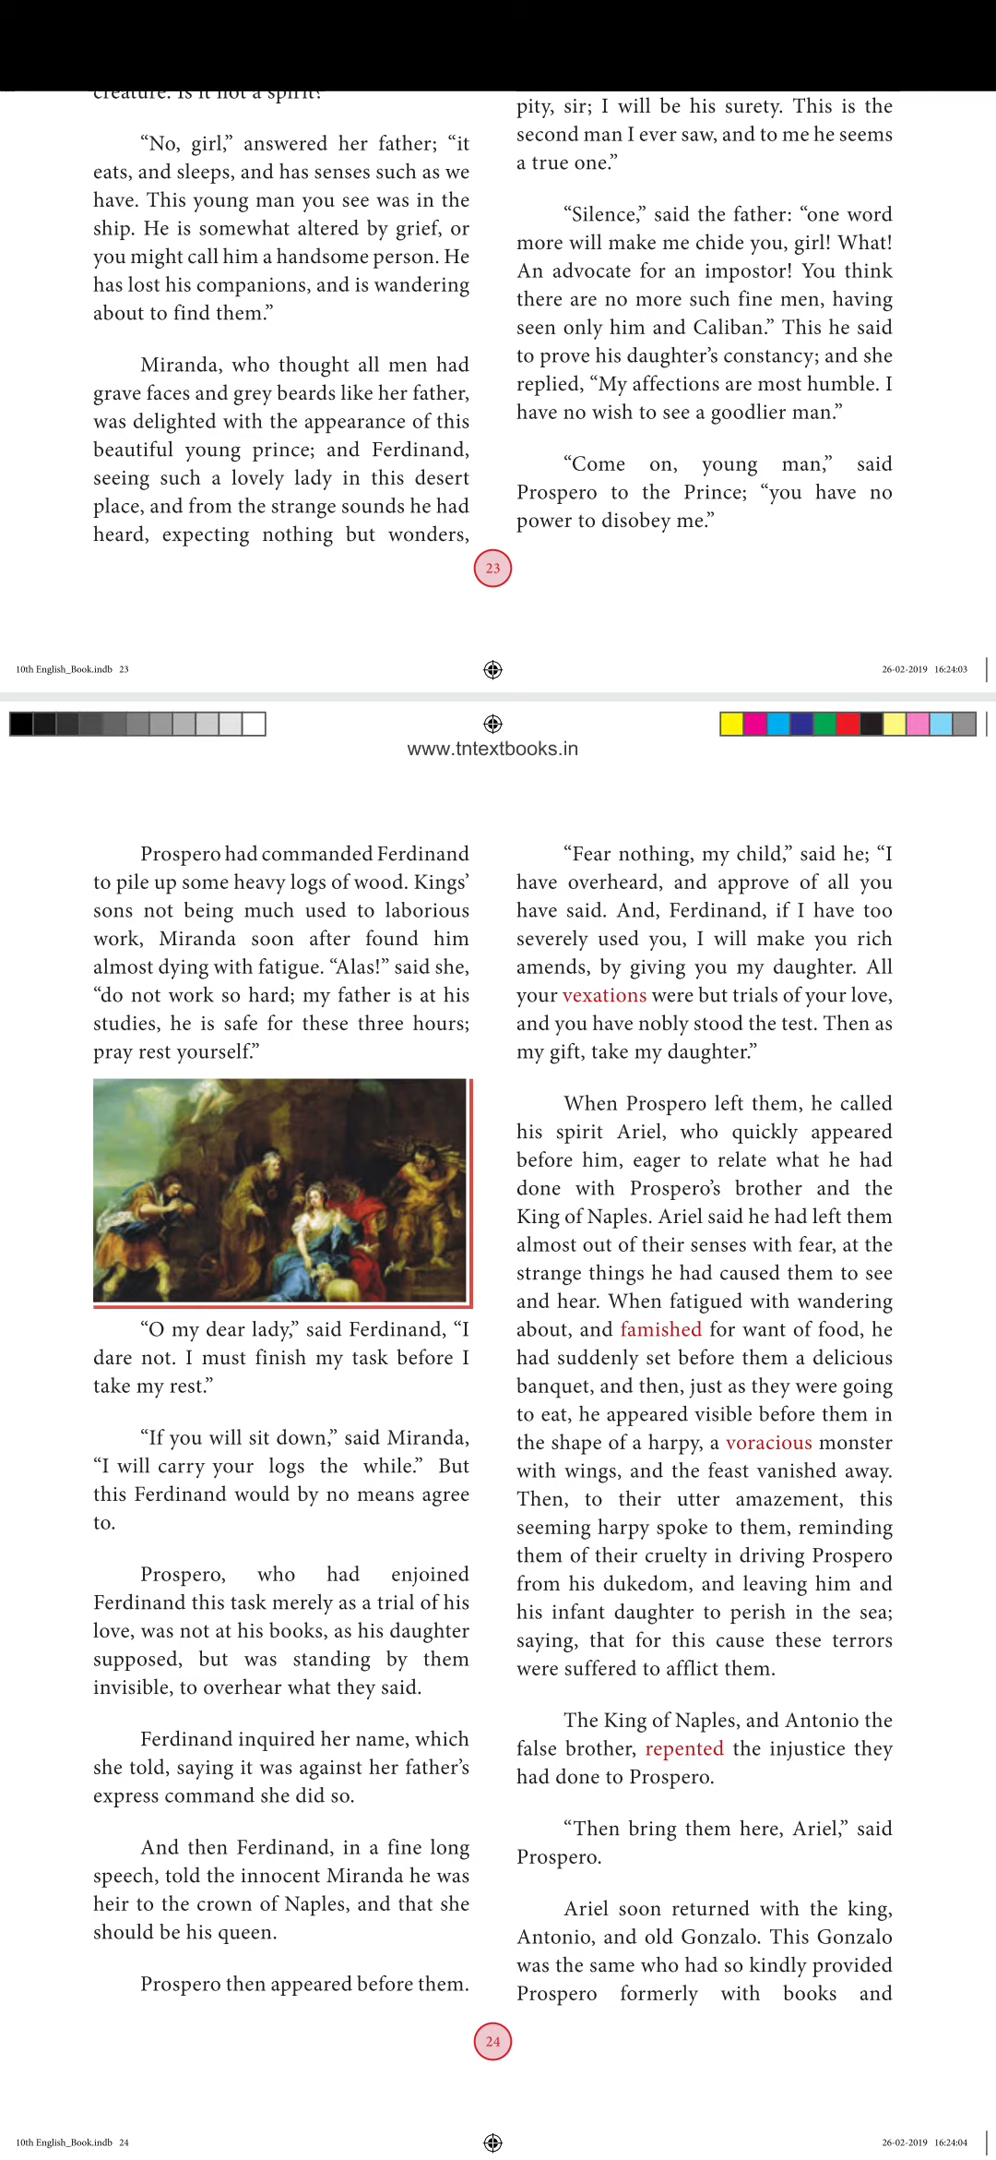 creature. Is it not a spirit?
“No, girl,” answered her father; “it
eats, and sleeps, and has senses such as we
have. This young man you see was in the
ship. He is somewhat altered by grief, or
you might call him a handsome person. He
has lost his companions, and is wandering
about to find them.”
Miranda, who thought all men had
grave faces and grey beards like her father,
was delighted with the appearance of this
beautiful young prince; and Ferdinand,
seeing such a lovely lady in this desert
place, and from the strange sounds he had
heard, expecting nothing but wonders,
pity, sir; I will be his surety. This is the
second man I ever saw, and to me he seems
a true one.”
“Silence,” said the father: “one word
more will make me chide you, girl! What!
An advocate for an impostor! You think
there are no more such fine men, having
seen only him and Caliban.” This he said
to prove his daughter’s constancy; and she
replied, “My affections are most humble. I
have no wish to see a goodlier man.”
“Come on, young man,” said
Prospero to the Prince; “you have no
power to disobey me.”
23
10th English_Book.indb 23
26-02-2019 16:24:03
www.tntextbooks.in
Prospero had commanded Ferdinand
to pile up some heavy logs of wood. Kings’
sons not being much used to laborious
work, Miranda soon after found him
almost dying with fatigue. “Alas!” said she,
“do not work so hard; my father is at his
studies, he is safe for these three hours;
pray rest yourself.”
“O my dear lady,” said Ferdinand, “I
dare not. I must finish my task before I
take my rest.”
“If you will sit down,” said Miranda,
“I will carry your logs the while.” But
this Ferdinand would by no means agree
to.
Prospero, who had enjoined
Ferdinand this task merely as a trial of his
love, was not at his books, as his daughter
supposed, but was standing by them
invisible, to overhear what they said.
Ferdinand inquired her name, which
she told, saying it was against her father’s
express command she did so.
And then Ferdinand, in a fine long
speech, told the innocent Miranda he was
heir to the crown of Naples, and that she
should be his queen.
Prospero then appeared before them.
“Fear nothing, my child,” said he; “I
have overheard, and approve of all you
have said. And, Ferdinand, if I have too
severely used you, I will make you rich
amends, by giving you my daughter. All
your vexations were but trials of your love,
and you have nobly stood the test. Then as
my gift, take my daughter.”
When Prospero left them, he called
his spirit Ariel, who quickly appeared
before him, eager to relate what he had
done with Prospero’s brother and the
King of Naples. Ariel said he had left them
almost out of their senses with fear, at the
strange things he had caused them to see
and hear. When fatigued with wandering
about, and famished for want of food, he
had suddenly set before them a delicious
banquet, and then, just as they were going
to eat, he appeared visible before them in
the shape of a harpy, a voracious monster
with wings, and the feast vanished away.
Then, to their utter amazement, this
seeming harpy spoke to them, reminding
them of their cruelty in driving Prospero
from his dukedom, and leaving him and
his infant daughter to perish in the sea;
saying, that for this cause these terrors
were suffered to afflict them.
The King of Naples, and Antonio the
false brother, repented the injustice they
had done to Prospero.
“Then bring them here, Ariel,” said
Prospero.
Ariel soon returned with the king,
Antonio, and old Gonzalo. This Gonzalo
was the same who had so kindly provided
Prospero formerly with books and
24
10th English_Book.indb 24
26-02-2019 16:24:04